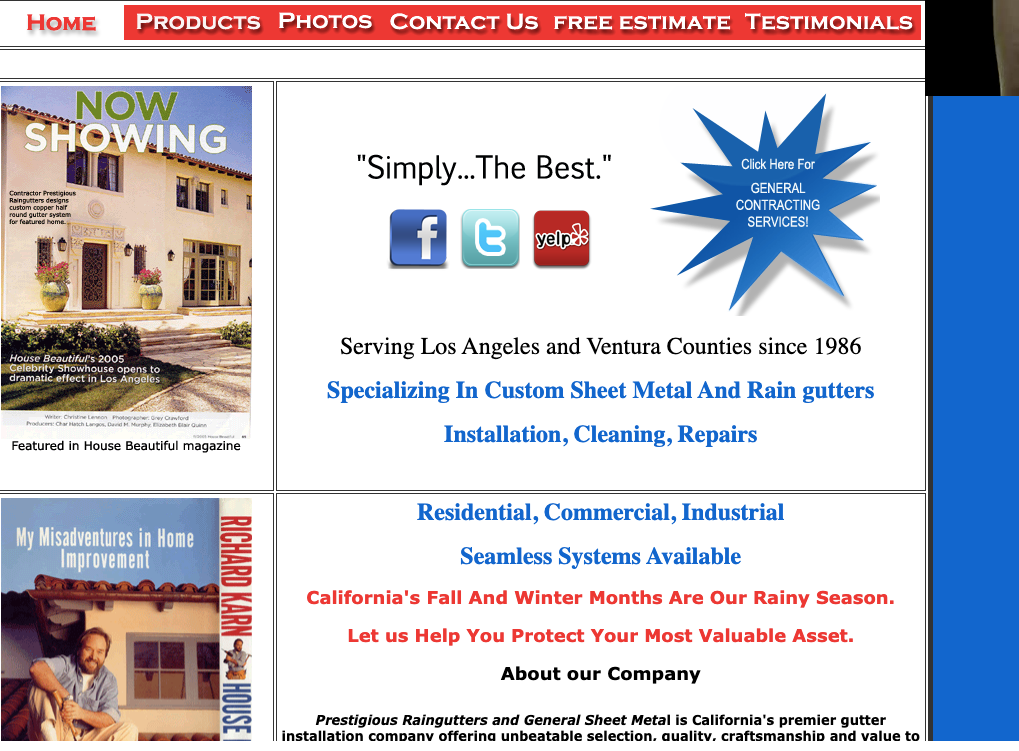 Home Products Photos Contact Us free estimate Testimonials
NOW
SHOWING
Contractor Prestigious
Raingutters designs
custom copper half
round gutter system
for featured home...
House Beautiful's 2005
Celebrity Showhouse opens to
dramatic effect in Los Angeles
Writer: Christine Lennon Photographer: Grey Crawford
Producers: Char Hatch Langos, David M. Murphy, Elizabeth Blair Quinn
Featured in House Beautiful magazine
"Simply...The Best."
f
t
yelp
Click Here For
GENERAL
CONTRACTING
SERVICES!
Serving Los Angeles and Ventura Counties since 1986
Specializing In Custom Sheet Metal And Rain gutters
Installation, Cleaning, Repairs
My Misadventures in Home
Improvement
RICHARD KARN
HOUSE
Residential, Commercial, Industrial
Seamless Systems Available
California's Fall And Winter Months Are Our Rainy Season.
Let us Help You Protect Your Most Valuable Asset.
About our Company
Prestigious Raingutters and General Sheet Metal is California's premier gutter
installation company offering unbeatable selection, quality, craftsmanship and value to